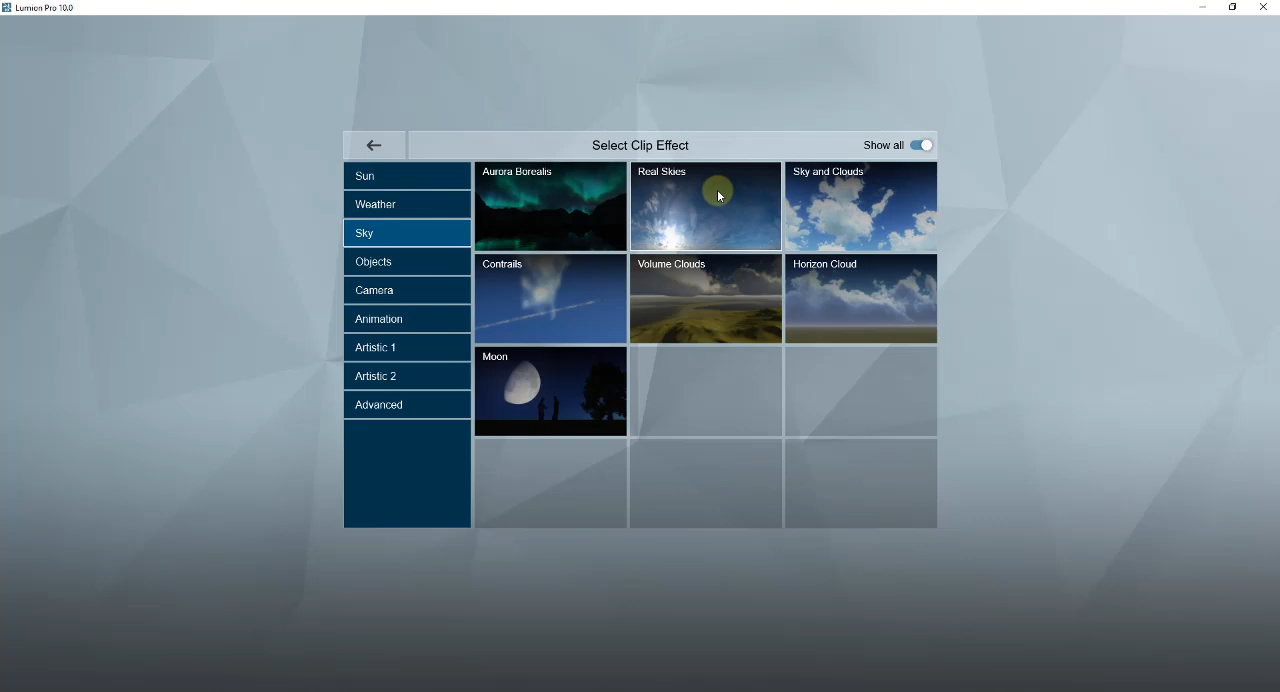 Lumion Pro 10.0
Select Clip Effect
Show all
Sun
Weather
Sky
Objects
Camera
Animation
Artistic 1
Artistic 2
Advanced
Aurora Borealis
Real Skies
Sky and Clouds
Contrails
Volume Clouds
Horizon Cloud
Moon